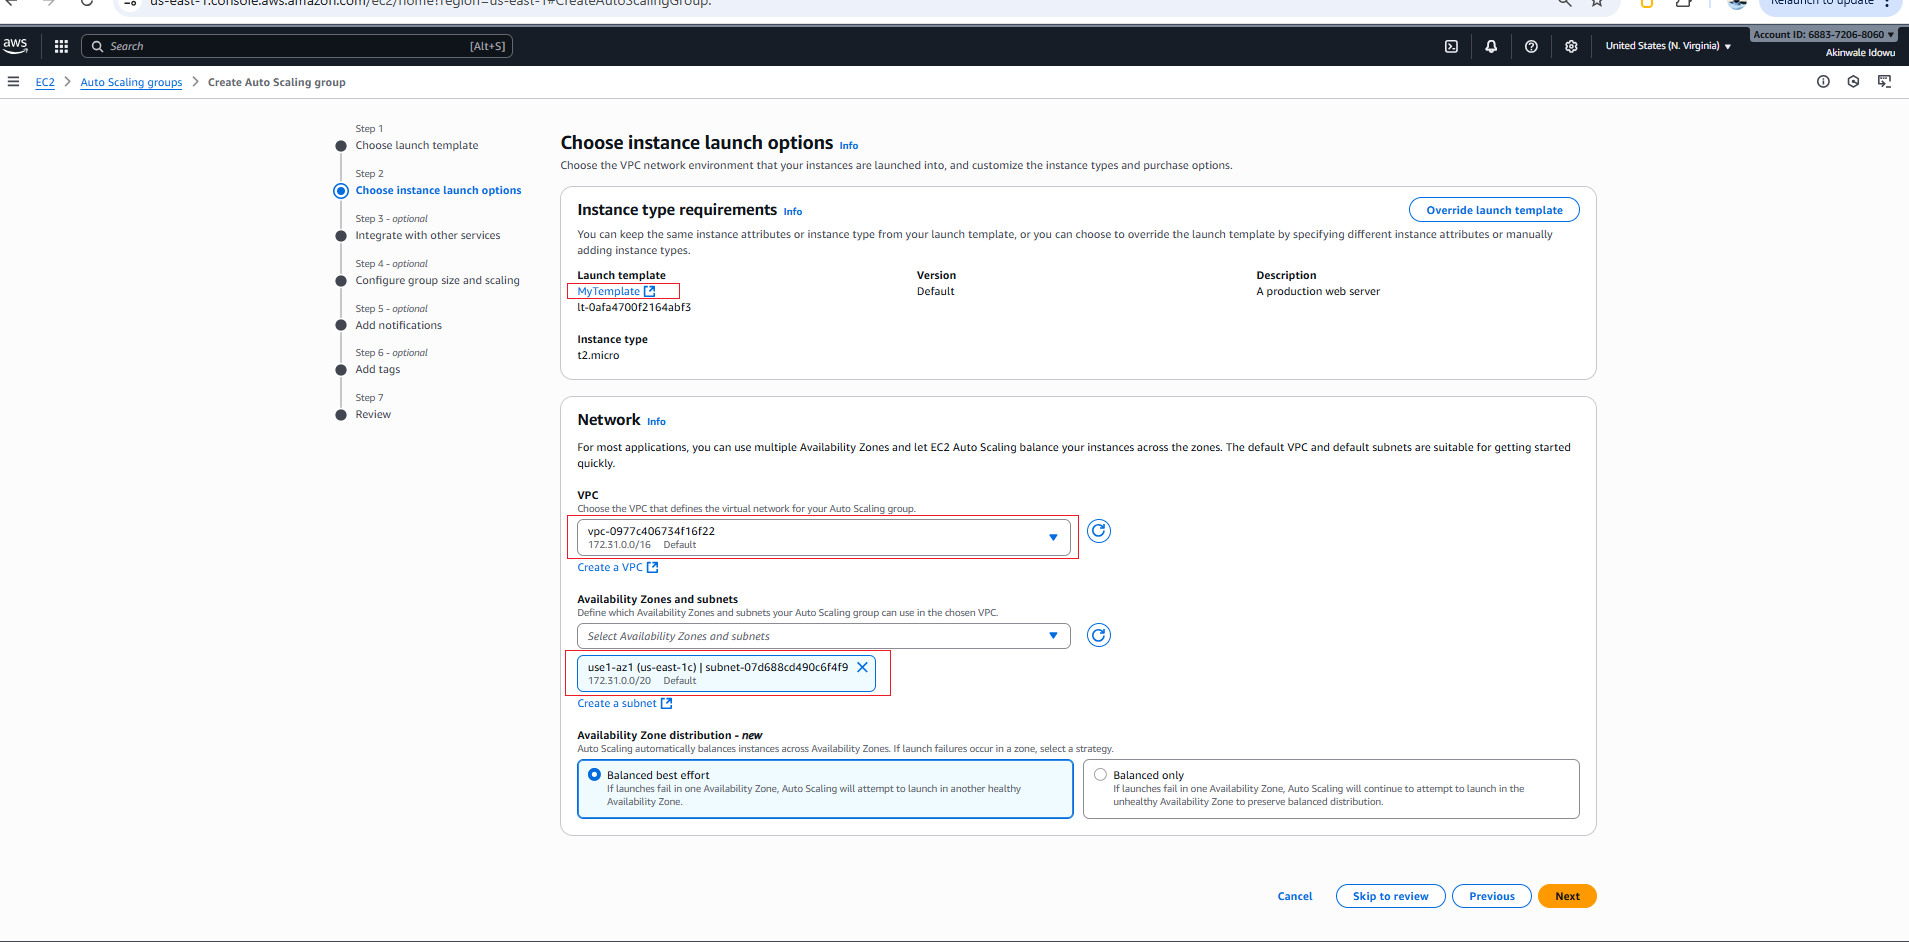 us-east-1.console.aws.amazon.com/ec2/home?region=us-east-1#CreateAutoScalingGroup:
Relaunch to update
aws
Search
[Alt+S]
United States (N. Virginia)
Account ID: 6883-7206-8060
Akinwale Idowu
EC2
Auto Scaling groups
Create Auto Scaling group
Step 1
Choose launch template
Step 2
Choose instance launch options
Step 3 - optional
Integrate with other services
Step 4 - optional
Configure group size and scaling
Step 5 - optional
Add notifications
Step 6 - optional
Add tags
Step 7
Review
Choose instance launch options Info
Choose the VPC network environment that your instances are launched into, and customize the instance types and purchase options.
Instance type requirements Info
Override launch template
You can keep the same instance attributes or instance type from your launch template, or you can choose to override the launch template by specifying different instance attributes or manually
adding instance types.
Launch template
MyTemplate
lt-0afa4700f2164abf3
Version
Default
Description
A production web server
Instance type
t2.micro
Network Info
For most applications, you can use multiple Availability Zones and let EC2 Auto Scaling balance your instances across the zones. The default VPC and default subnets are suitable for getting started
quickly.
VPC
Choose the VPC that defines the virtual network for your Auto Scaling group.
vpc-0977c406734f16f22
172.31.0.0/16 Default
Create a VPC
Availability Zones and subnets
Define which Availability Zones and subnets your Auto Scaling group can use in the chosen VPC.
Select Availability Zones and subnets
use1-az1 (us-east-1c) | subnet-07d688cd490c6f4f9
172.31.0.0/20 Default
Create a subnet
Availability Zone distribution - new
Auto Scaling automatically balances instances across Availability Zones. If launch failures occur in a zone, select a strategy.
Balanced best effort
If launches fail in one Availability Zone, Auto Scaling will attempt to launch in another healthy
Availability Zone.
Balanced only
If launches fail in one Availability Zone, Auto Scaling will continue to attempt to launch in the
unhealthy Availability Zone to preserve balanced distribution.
Cancel
Skip to review
Previous
Next